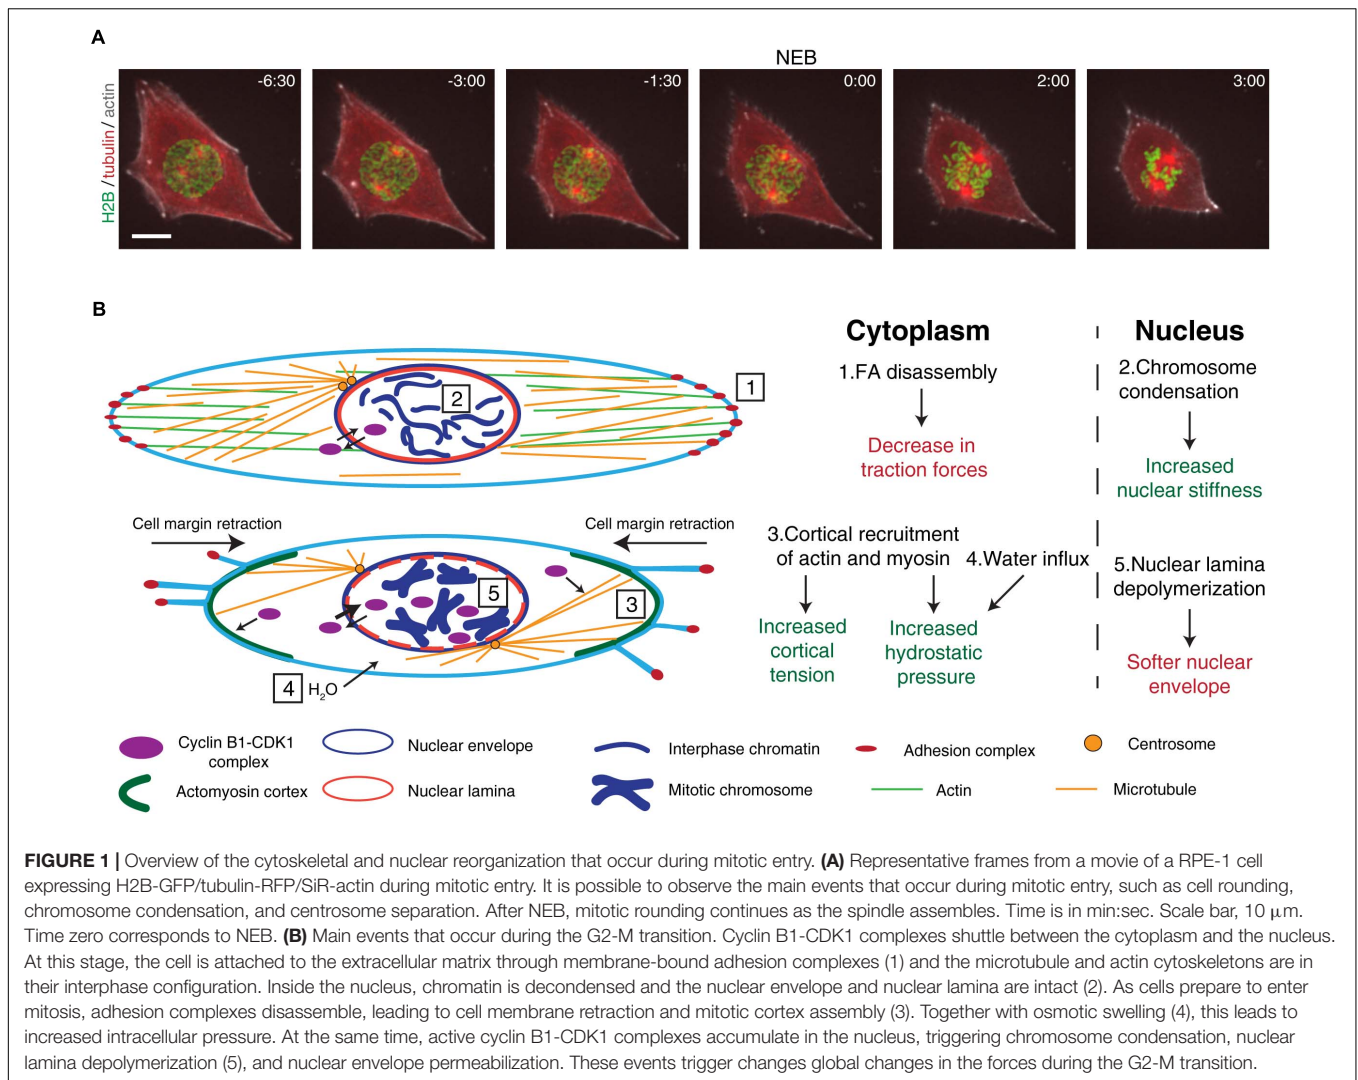 A
NEB
H2B/tubulin/actin
-6:30
-3:00
-1:30
0:00
2:00
3:00
B
Cytoplasm
Nucleus
1.FA disassembly
Decrease in
traction forces
2.Chromosome
condensation
Increased
nuclear stiffness
1
2
Cell margin retraction
Cell margin retraction
3.Cortical recruitment
of actin and myosin
4.Water influx
Increased
cortical
tension
Increased
hydrostatic
pressure
5.Nuclear lamina
depolymerization
Softer nuclear
envelope
5
3
4
H₂O
Cyclin B1-CDK1
complex
Nuclear envelope
Interphase chromatin
Adhesion complex
Centrosome
Actomyosin cortex
Nuclear lamina
Mitotic chromosome
Actin
Microtubule
FIGURE 1 | Overview of the cytoskeletal and nuclear reorganization that occur during mitotic entry. (A) Representative frames from a movie of a RPE-1 cell
expressing H2B-GFP/tubulin-RFP/SiR-actin during mitotic entry. It is possible to observe the main events that occur during mitotic entry, such as cell rounding,
chromosome condensation, and centrosome separation. After NEB, mitotic rounding continues as the spindle assembles. Time is in min:sec. Scale bar, 10 μm.
Time zero corresponds to NEB. (B) Main events that occur during the G2-M transition. Cyclin B1-CDK1 complexes shuttle between the cytoplasm and the nucleus.
At this stage, the cell is attached to the extracellular matrix through membrane-bound adhesion complexes (1) and the microtubule and actin cytoskeletons are in
their interphase configuration. Inside the nucleus, chromatin is decondensed and the nuclear envelope and nuclear lamina are intact (2). As cells prepare to enter
mitosis, adhesion complexes disassemble, leading to cell membrane retraction and mitotic cortex assembly (3). Together with osmotic swelling (4), this leads to
increased intracellular pressure. At the same time, active cyclin B1-CDK1 complexes accumulate in the nucleus, triggering chromosome condensation, nuclear
lamina depolymerization (5), and nuclear envelope permeabilization. These events trigger changes global changes in the forces during the G2-M transition.